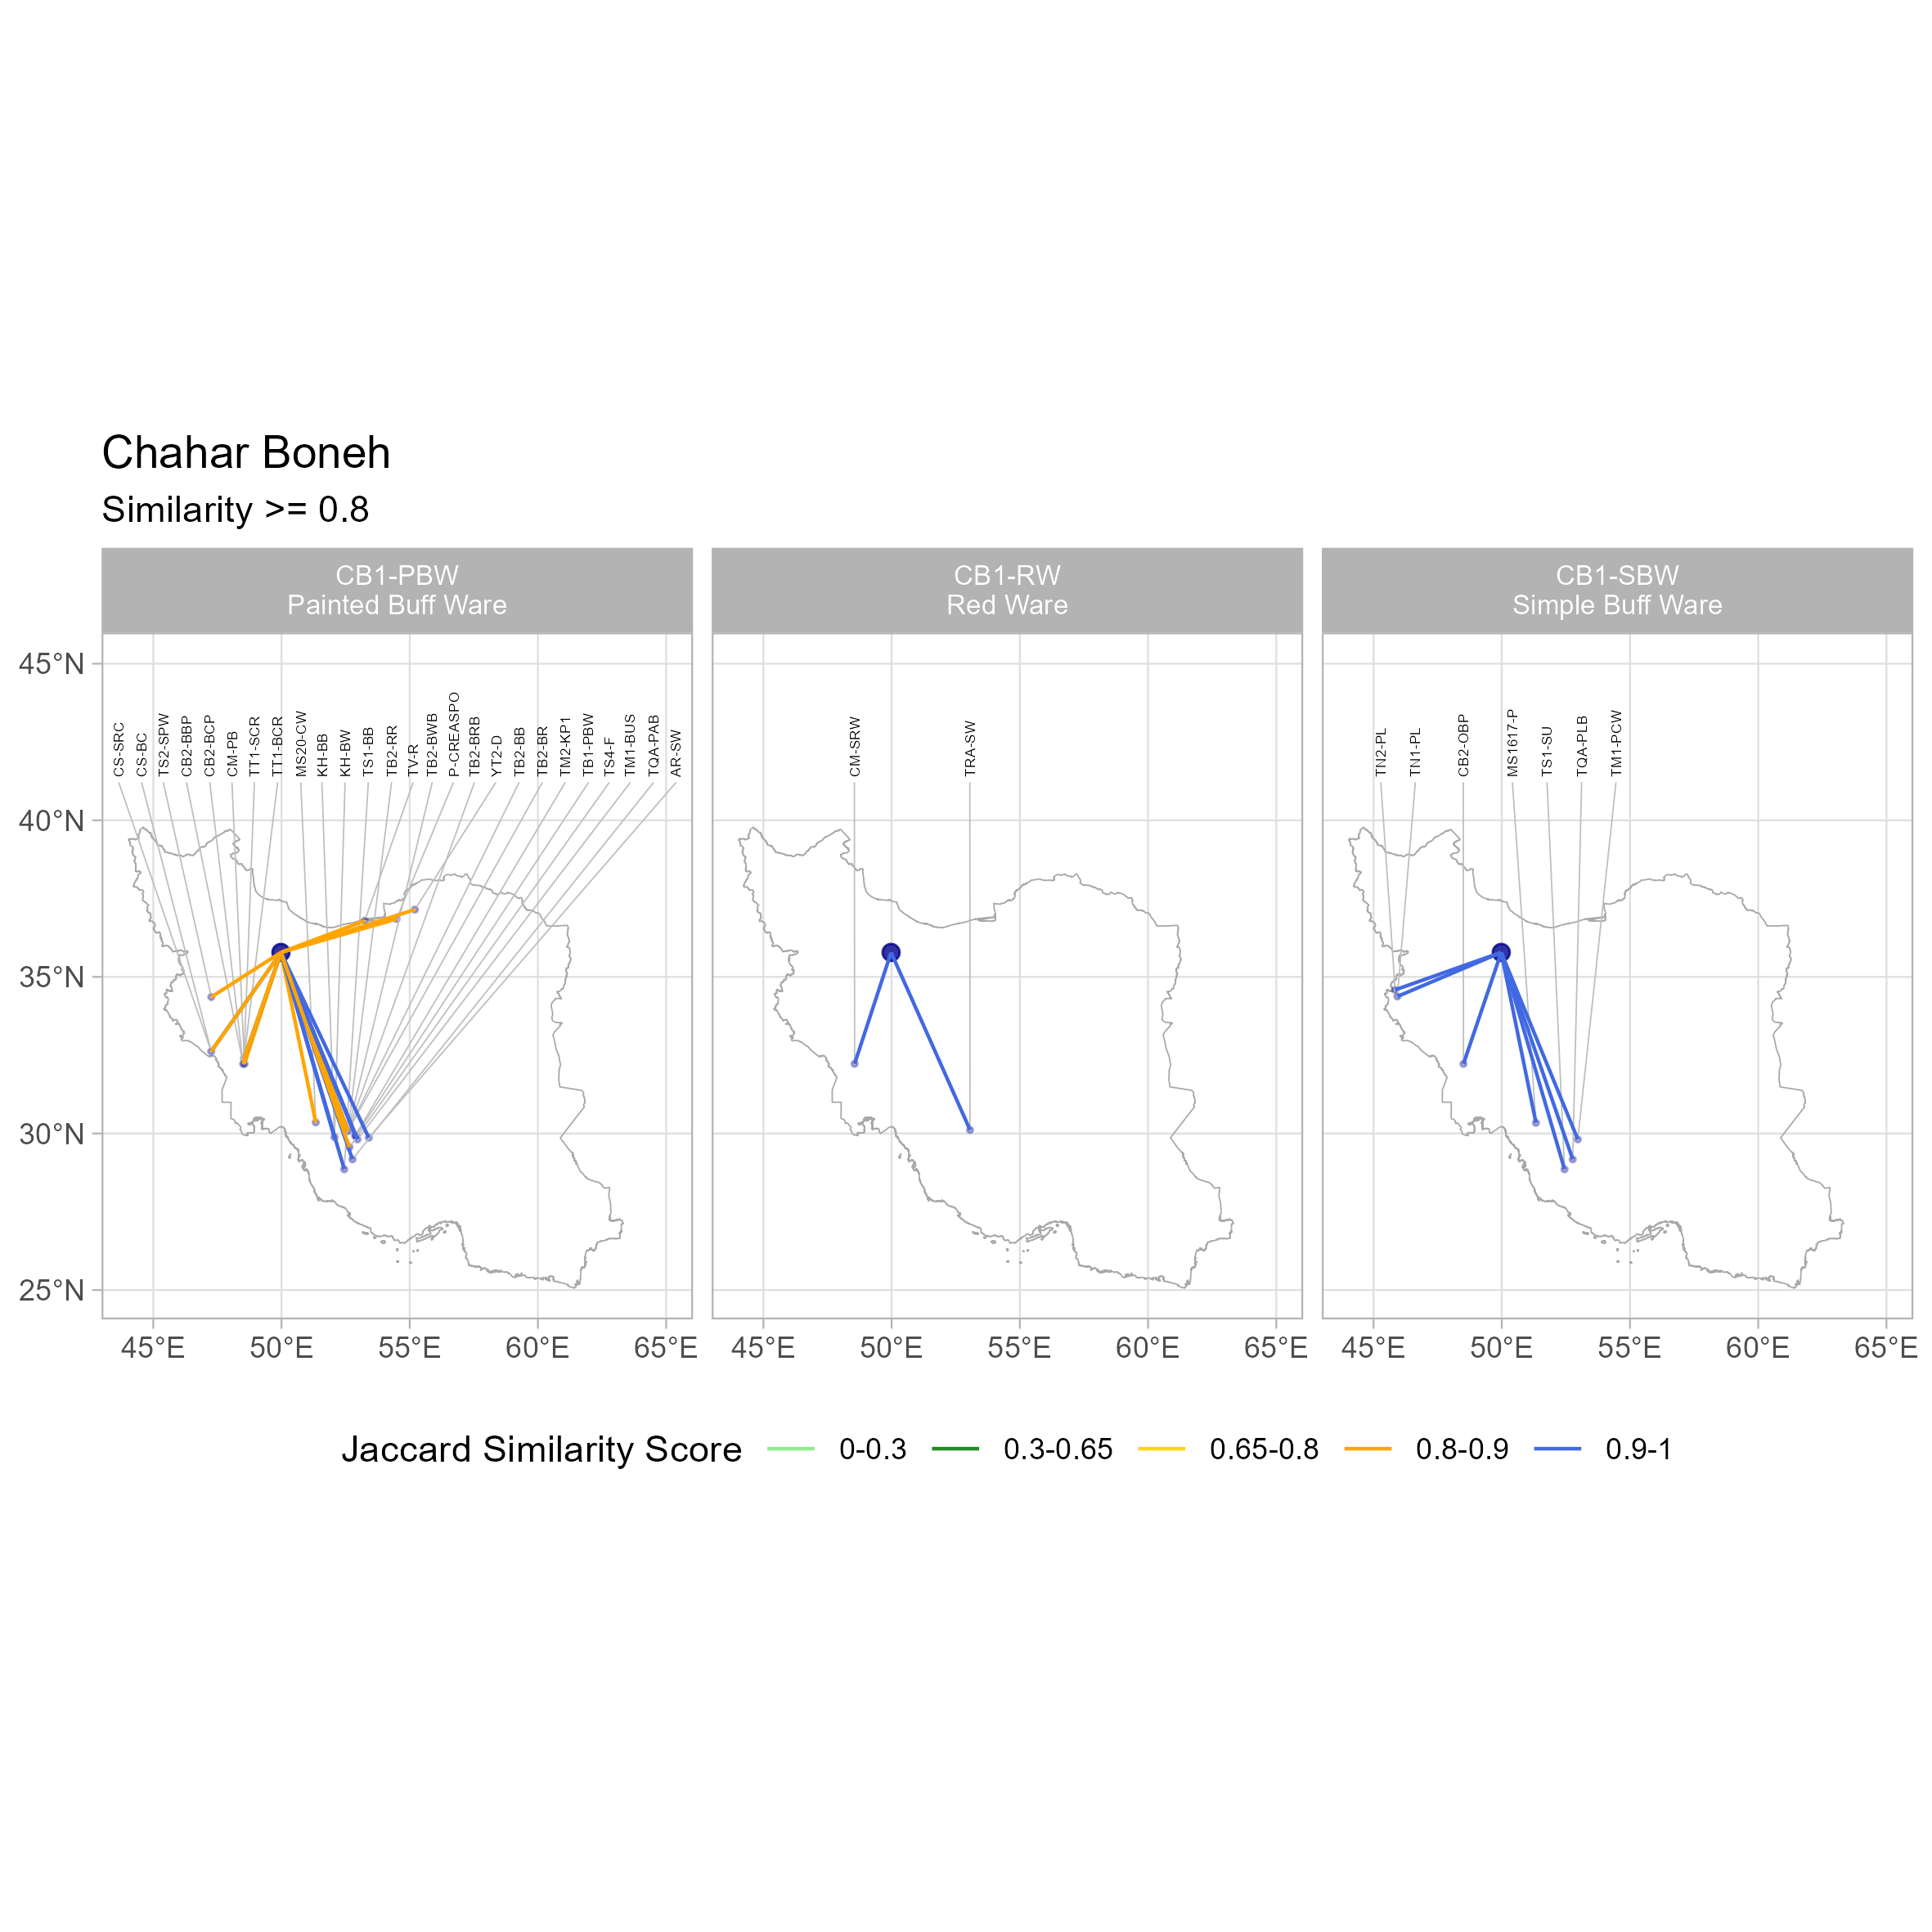 Chahar Boneh
Similarity >= 0.8
CB1-PBW
Painted Buff Ware
CB1-RW
Red Ware
CB1-SBW
Simple Buff Ware
45°N
40°N
35°N
30°N
25°N
CS-SRC
CS-BC
TS2-SPW
CB2-BBP
CB2-BCP
CM-PB
TT1-SCR
TT1-BCR
MS20-CW
KH-BB
KH-BW
TS1-BB
TB2-RR
TV-R
TB2-BWB
P-CREASPO
TB2-BRB
YT2-D
TB2-BB
TB2-BR
TM2-KP1
TB1-PBW
TS4-F
TM1-BUS
TQA-PAB
AR-SW
CM-SRW
TRA-SW
TN2-PL
TN1-PL
CB2-OBP
MS1617-P
TS1-SU
TQA-PLB
TM1-PCW
45°E 50°E 55°E 60°E 65°E
45°E 50°E 55°E 60°E 65°E
45°E 50°E 55°E 60°E 65°E
Jaccard Similarity Score 0-0.3 0.3-0.65 0.65-0.8 0.8-0.9 0.9-1